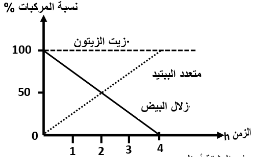 نسبة المركبات %
100
زيت الزيتون.
متعدد الببتيد
50
زلال البيض.
0
1 2 3 4
الزمن h